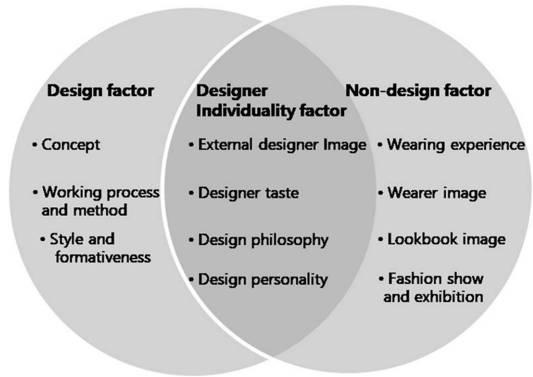 Design factor
• Concept
• Working process
and method
• Style and
formativeness
Designer
Individuality factor
• External designer Image
• Designer taste
• Design philosophy
• Design personality
Non-design factor
• Wearing experience
• Wearer image
• Lookbook image
• Fashion show
and exhibition